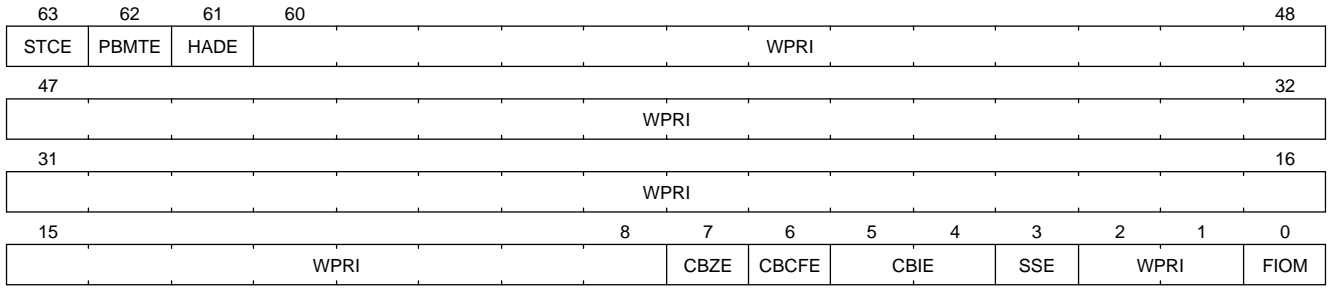 63 62 61 60 48
STCE PBMTE HADE WPRI
47 32
WPRI
31 16
WPRI
15 8 7 6 5 4 3 2 1 0
WPRI CBZE CBCFE CBIE SSE WPRI FIOM